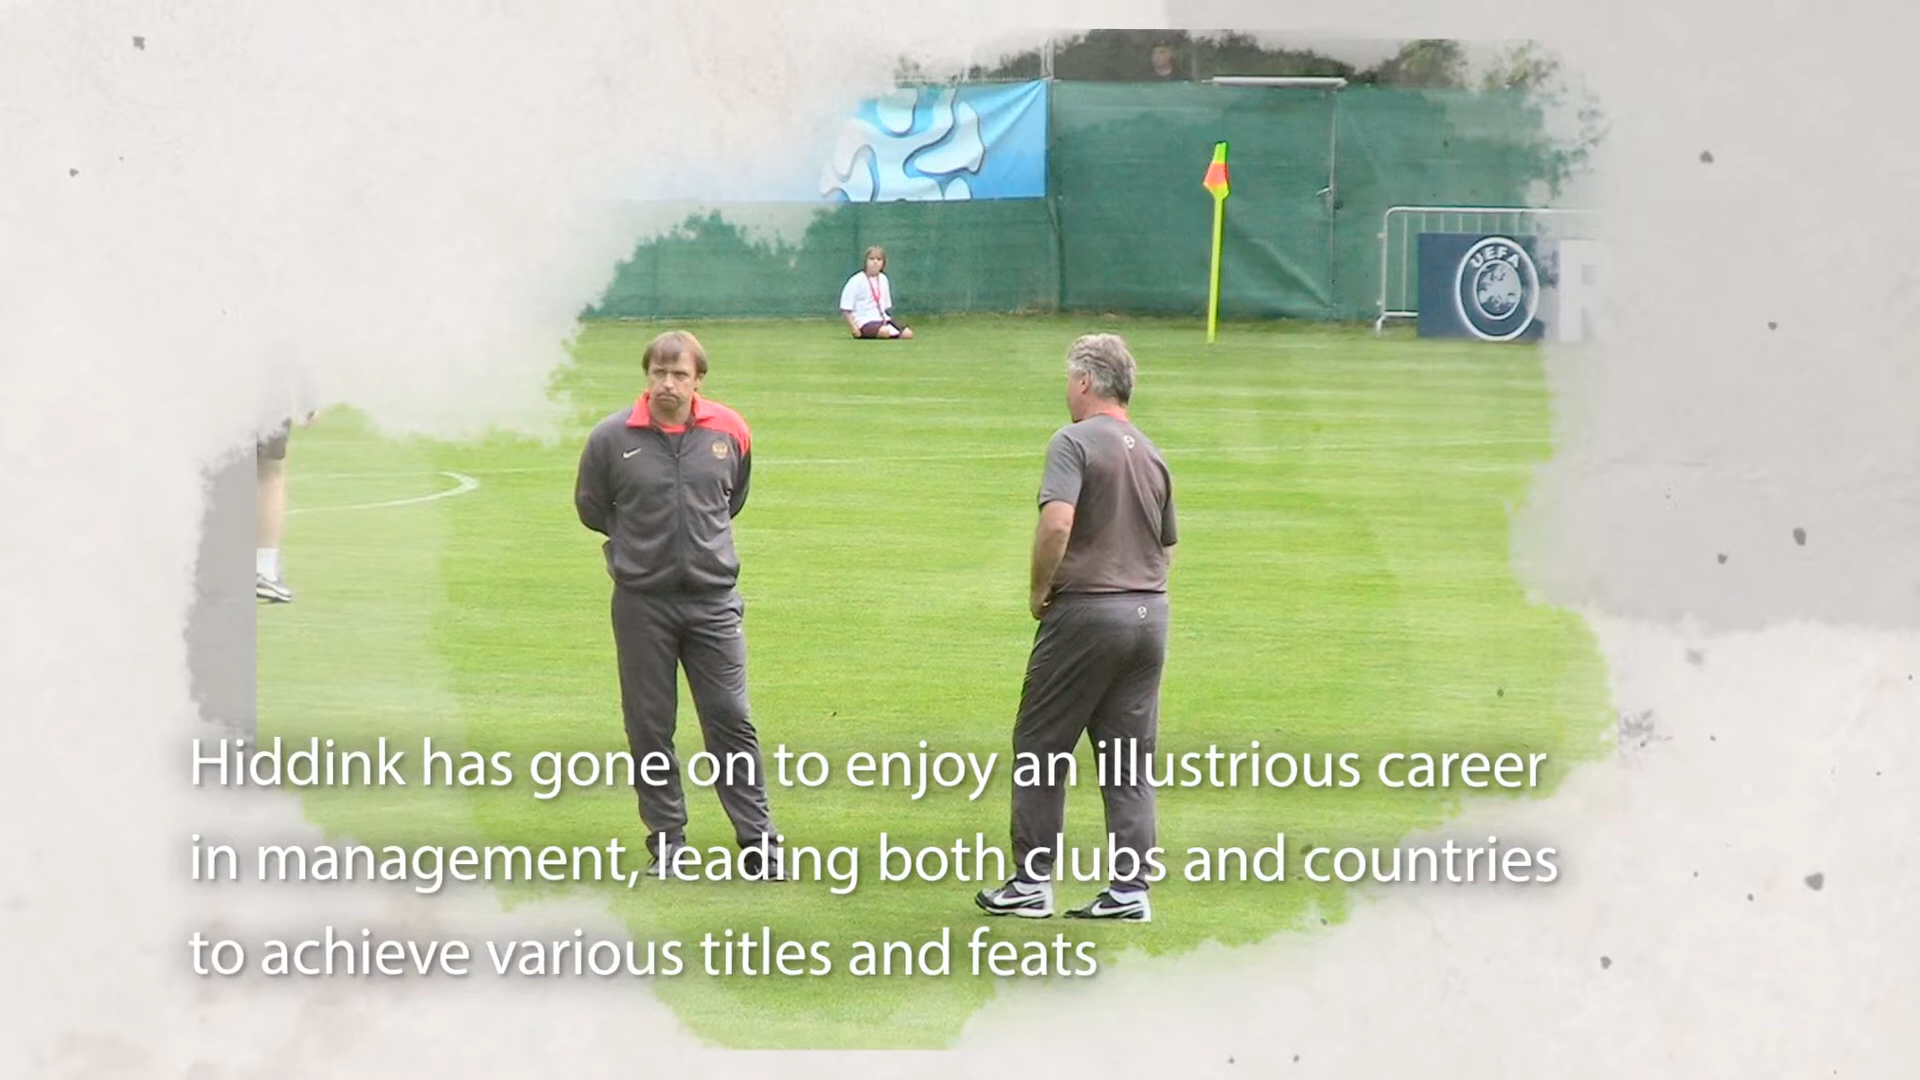 UEFA
Hiddink has gone on to enjoy an illustrious career
in management, leading both clubs and countries
to achieve various titles and feats